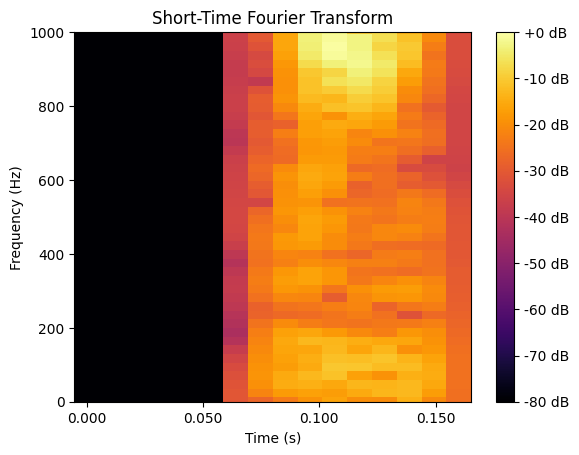 Short-Time Fourier Transform
1000
800
600
400
200
0
Frequency (Hz)
0.000
0.050
0.100
0.150
Time (s)
+0 dB
-10 dB
-20 dB
-30 dB
-40 dB
-50 dB
-60 dB
-70 dB
-80 dB